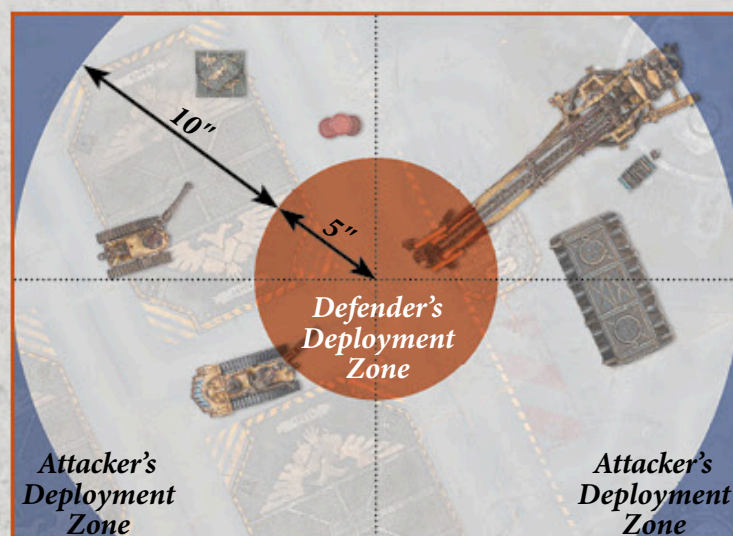 10"
5"
Defender's
Deployment
Zone
Attacker's
Deployment
Zone
Attacker's
Deployment
Zone